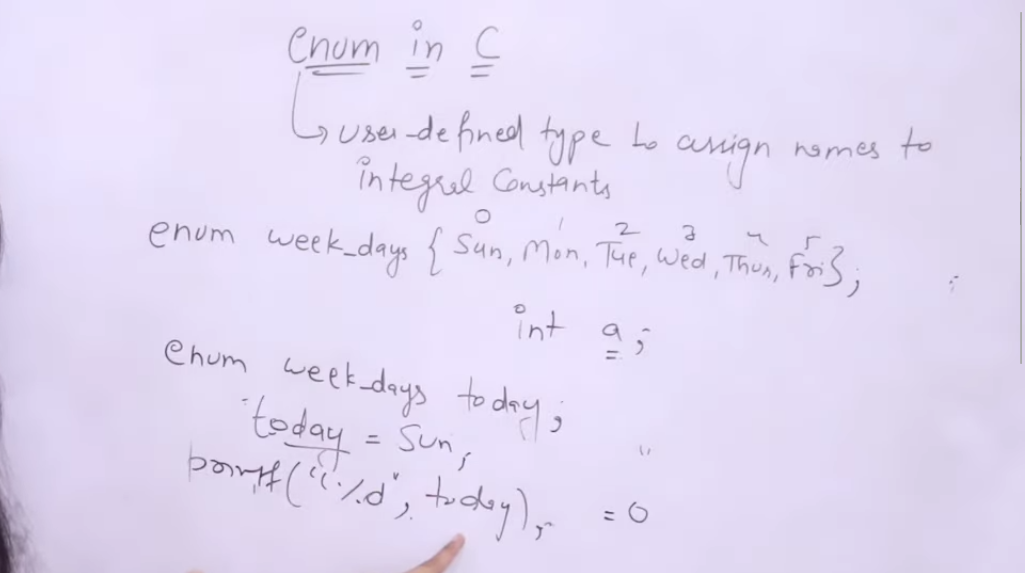 enum in C
user-defined type to assign names to
integral Constants
0 1 2 3 4 5
enum week_days { Sun, Mon, Tue, Wed, Thus, Fri};
int a;
enum week_days today;
today = Sun;
printf("%d", today); = 0